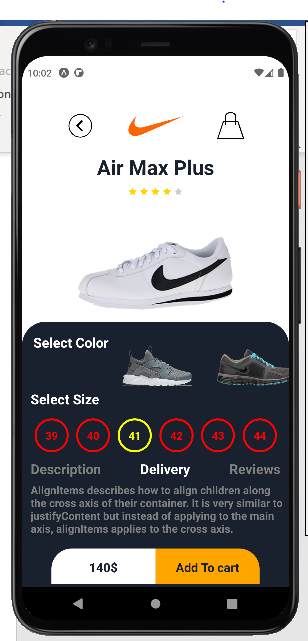 10:02
Air Max Plus
Select Color
Select Size
39 40 41 42 43 44
Description Delivery Reviews
AlignItems describes how to align children along
the cross axis of their container. It is very similar to
justifyContent but instead of applying to the main
axis, alignItems applies to the cross axis.
140$ Add To cart